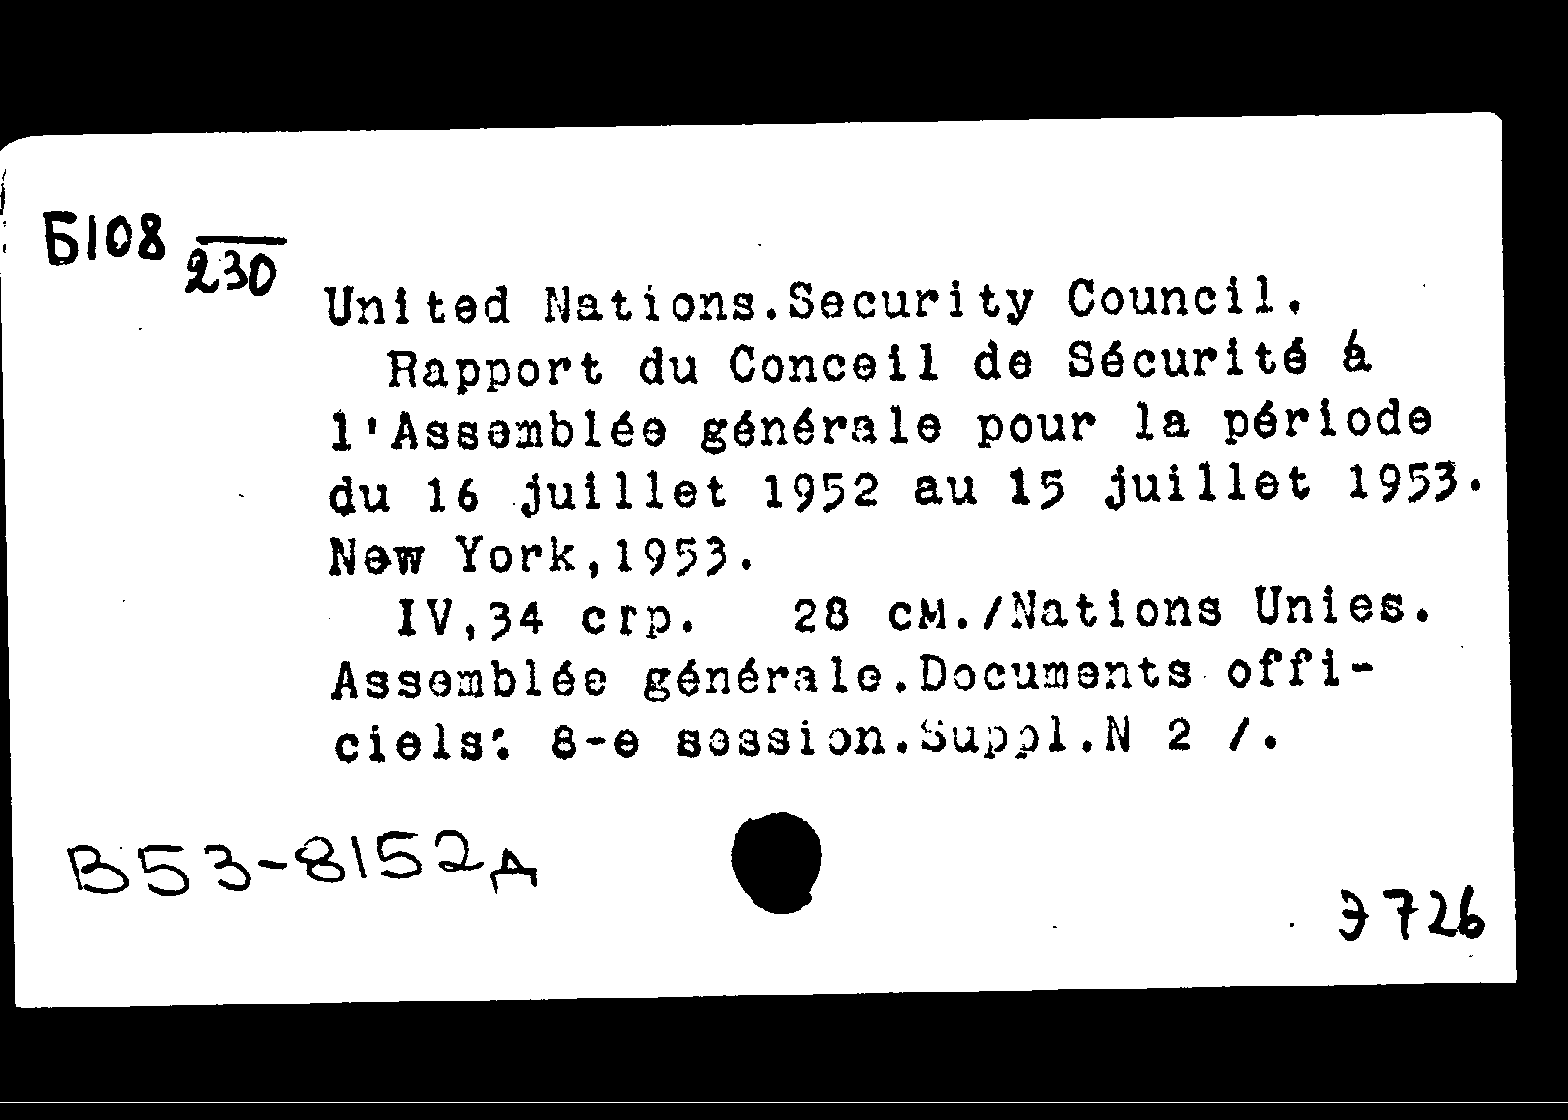 Б108
230
United Nations.Security Council.
Rapport du Conceil de Sécurité á
l'Assemblée générale pour la période
du 16 juillet 1952 au 15 juillet 1953.
New York,1953.
IV,34 стр. 28 см./Nations Unies.
Assemblée générale.Documents offi-
ciels: 8-e session.Suppl.N 2 /.
В53-8152д
Э 726